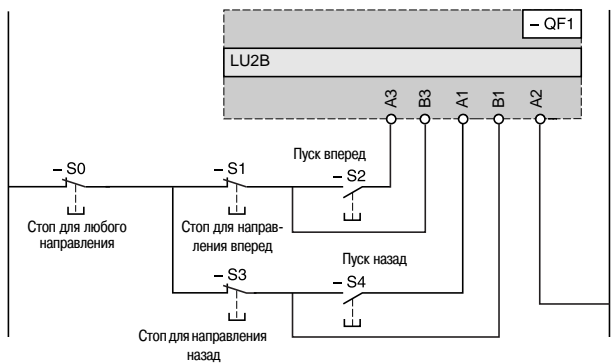 – QF1
LU2B
A3 B3 A1 B1 A2
Пуск вперед
– S0
– S1
– S2
Стоп для любого
направления
Стоп для направ-
ления вперед
Пуск назад
– S3
– S4
Стоп для направления
назад